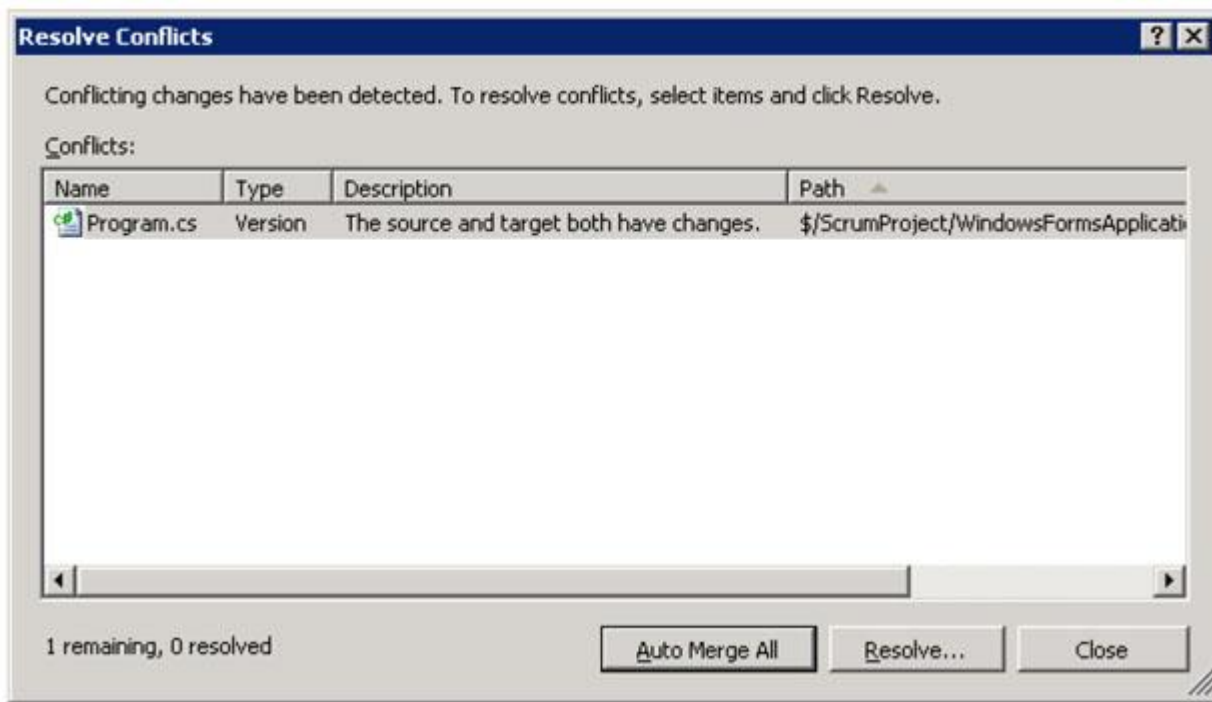 Resolve Conflicts
Conflicting changes have been detected. To resolve conflicts, select items and click Resolve.
Conflicts:
Name Type Description Path
Program.cs Version The source and target both have changes. $/ScrumProject/WindowsFormsApplicati
1 remaining, 0 resolved Auto Merge All Resolve... Close